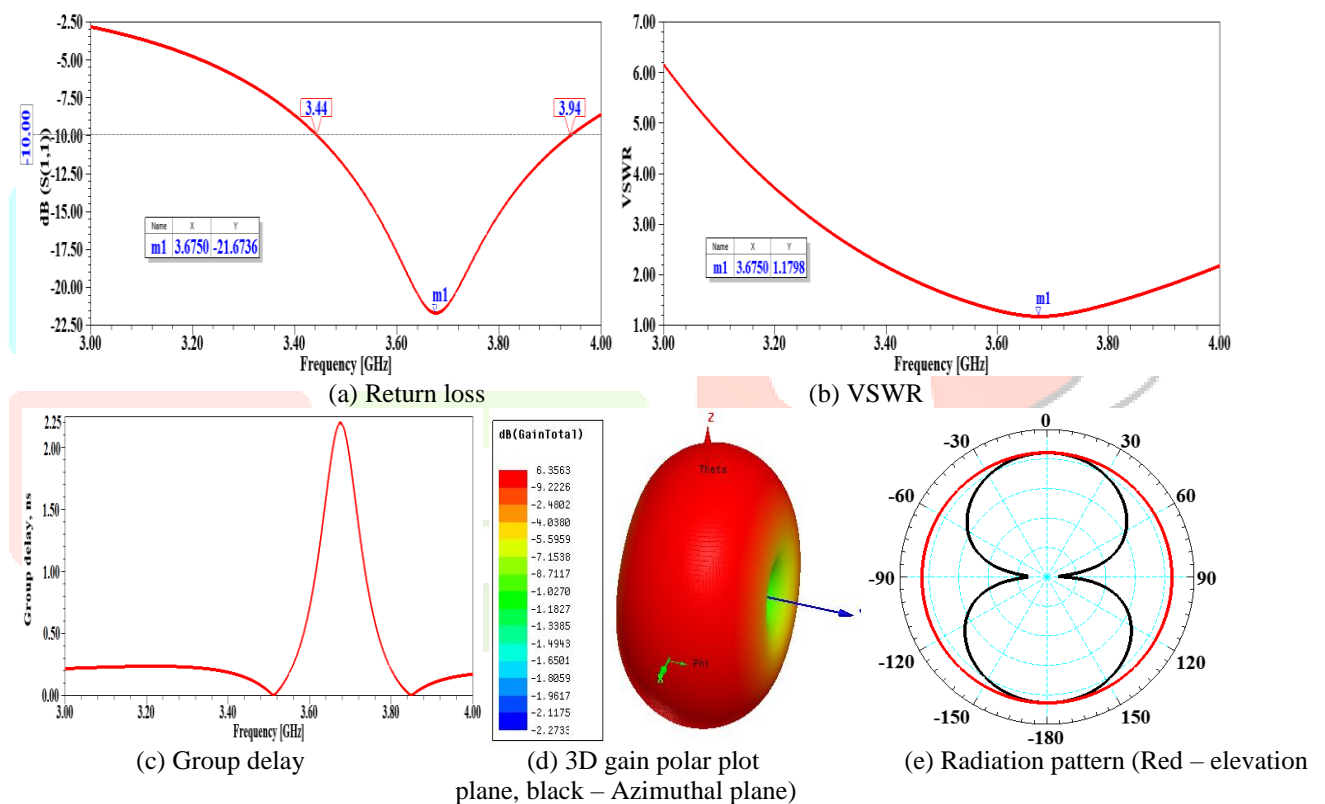 -2.50
-5.00
-7.50
-10.00
-12.50
-15.00
-17.50
-20.00
-22.50
-10.00
dB (S(1,1))
3.44
3.94
Name X Y
m1 3.6750 -21.6736
m1
3.00 3.20 3.40 3.60 3.80 4.00
Frequency [GHz]
(a) Return loss
7.00
6.00
5.00
4.00
3.00
2.00
1.00
VSWR
Name X Y
m1 3.6750 1.1798
m1
3.00 3.20 3.40 3.60 3.80 4.00
Frequency [GHz]
(b) VSWR
2.25
2.00
1.50
1.00
0.50
0.00
Group delay, ns
3.00 3.20 3.40 3.60 3.80 4.00
Frequency [GHz]
(c) Group delay
dB(GainTotal)
6.3563
-9.2226
-2.4802
-4.0380
-5.5959
-7.1538
-8.7117
-1.0270
-1.1827
-1.3385
-1.4943
-1.6501
-1.8059
-1.9617
-2.1175
-2.2733
Z
Theta
Phi
(d) 3D gain polar plot
0
-30 30
-60 60
-90 90
-120 120
-150 150
-180
(e) Radiation pattern (Red – elevation
plane, black – Azimuthal plane)